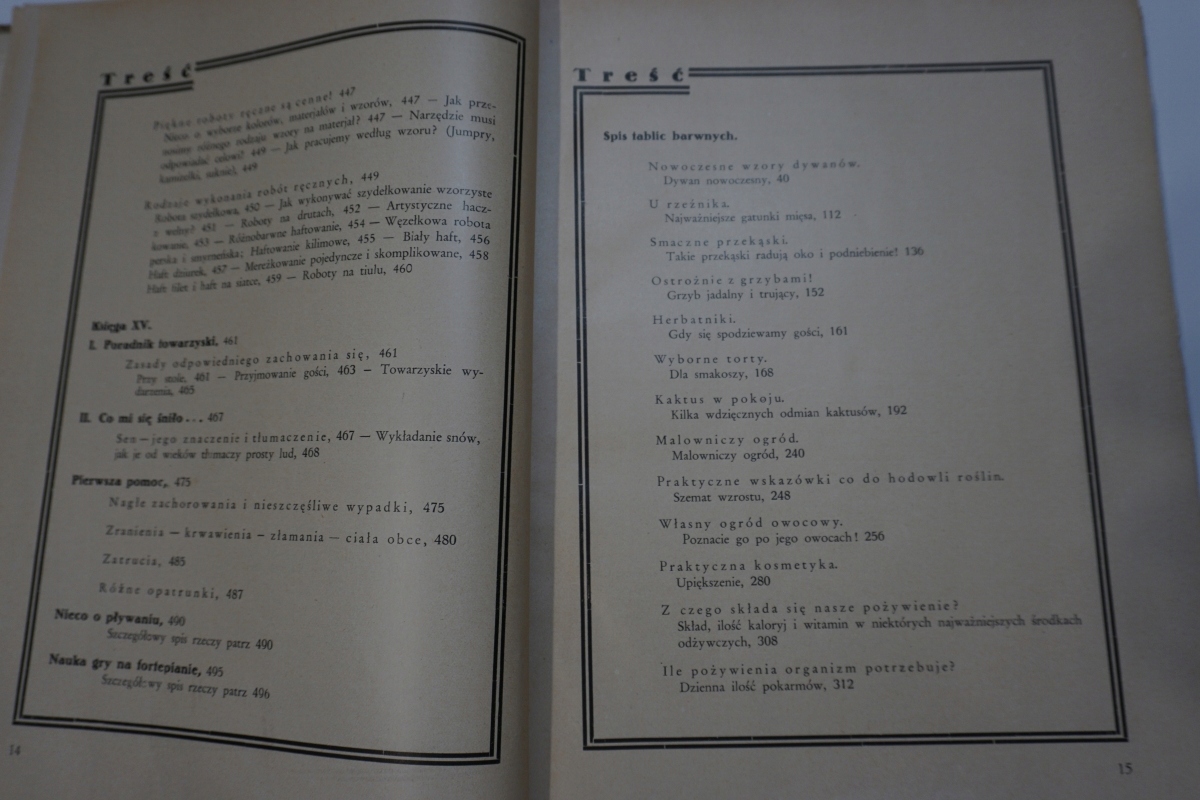 Treść
Piękne roboty ręczne są cenne! 447
Nieco o wyborze kolorów, materjałów i wzorów, 447 — Jak prze-
nosimy różnego rodzaju wzory na materjał? 447 — Narzędzie musi
odpowiadać celowi! 449 — Jak pracujemy według wzoru? (Jumpry,
kamizelki, suknie), 449
Rodzaje wykonania robót ręcznych, 449
Robota szydełkowa, 450 — Jak wykonywać szydełkowanie wzorzyste
z wełny? 451 — Roboty na drutach, 452 — Artystyczne hacz-
kowanie, 453 — Różnobarwne haftowanie, 454 — Węzełkowa robota
perska i smyrneńska; Haftowanie kilimowe, 455 — Biały haft, 456
Haft dziurek, 457 — Mereżkowanie pojedyncze i skomplikowane, 458
Haft filet i haft na siatce, 459 — Roboty na tiulu, 460
Księga XV.
I. Poradnik towarzyski, 461
Zasady odpowiedniego zachowania się, 461
Przy stole, 461 — Przyjmowanie gości, 463 — Towarzyskie wy-
darzenia, 465
II. Co mi się śniło... 467
Sen — jego znaczenie i tłumaczenie, 467 — Wykładanie snów,
jak je od wieków tłumaczy prosty lud, 468
Pierwsza pomoc, 475
Nagłe zachorowania i nieszczęśliwe wypadki, 475
Zranienia — krwawienia — złamania — ciała obce, 480
Zatrucia, 485
Różne opatrunki, 487
Nieco o pływaniu, 490
Szczegółowy spis rzeczy patrz 490
Nauka gry na fortepianie, 495
Szczegółowy spis rzeczy patrz 496
14
Treść
Spis tablic barwnych.
Nowoczesne wzory dywanów.
Dywan nowoczesny, 40
U rzeźnika.
Najważniejsze gatunki mięsa, 112
Smaczne przekąski.
Takie przekąski radują oko i podniebienie! 136
Ostrożnie z grzybami!
Grzyb jadalny i trujący, 152
Herbatniki.
Gdy się spodziewamy gości, 161
Wyborne torty.
Dla smakoszy, 168
Kaktus w pokoju.
Kilka wdzięcznych odmian kaktusów, 192
Malowniczy ogród.
Malowniczy ogród, 240
Praktyczne wskazówki co do hodowli roślin.
Szemat wzrostu, 248
Własny ogród owocowy.
Poznacie go po jego owocach! 256
Praktyczna kosmetyka.
Upiększenie, 280
Z czego składa się nasze pożywienie?
Skład, ilość kaloryj i witamin w niektórych najważniejszych środkach
odżywczych, 308
Ile pożywienia organizm potrzebuje?
Dzienna ilość pokarmów, 312
15